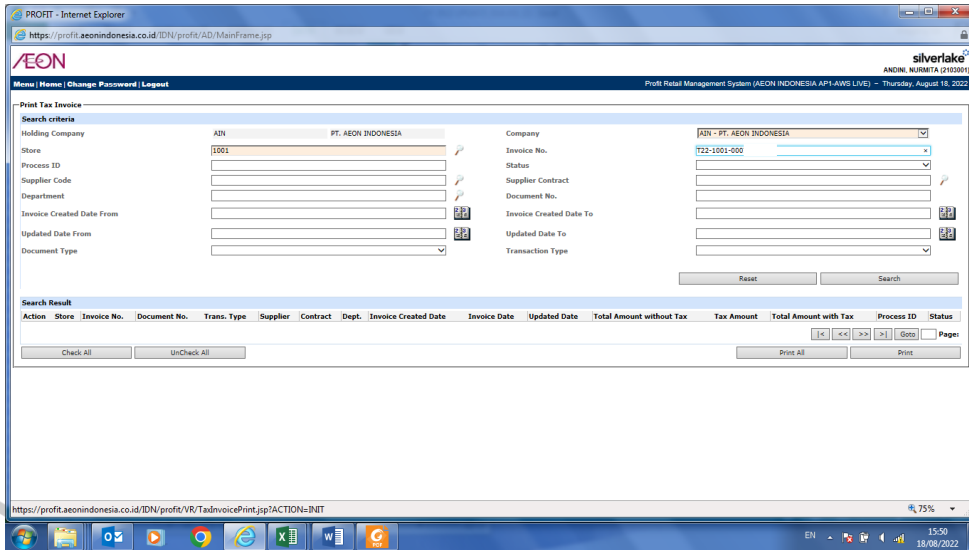 PROFIT - Internet Explorer
https://profit.aeonindonesia.co.id/IDN/profit/AD/MainFrame.jsp
ÆON
silverlake
ANDINI, NURMITA (2103001)
Menu | Home | Change Password | Logout
Profit Retail Management System (AEON INDONESIA AP1-AWS LIVE) – Thursday, August 18, 2022
Print Tax Invoice
Search criteria
Holding Company AIN PT. AEON INDONESIA Company AIN - PT. AEON INDONESIA
Store 1001 Invoice No. T22-1001-000 ×
Process ID Status
Supplier Code Supplier Contract
Department Document No.
Invoice Created Date From Invoice Created Date To
Updated Date From Updated Date To
Document Type Transaction Type
Reset Search
Search Result
Action Store Invoice No. Document No. Trans. Type Supplier Contract Dept. Invoice Created Date Invoice Date Updated Date Total Amount without Tax Tax Amount Total Amount with Tax Process ID Status
|< << >> >| Goto Page:
Check All UnCheck All Print All Print
https://profit.aeonindonesia.co.id/IDN/profit/VR/TaxInvoicePrint.jsp?ACTION=INIT
75%
EN 15:50
18/08/2022